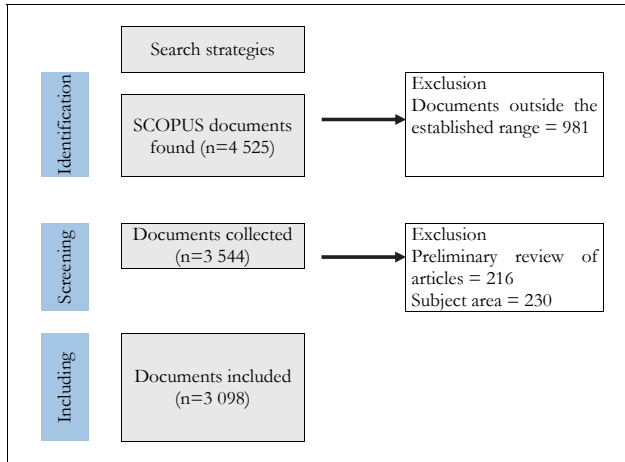 Search strategies
Identification
SCOPUS documents
found (n=4 525)
Exclusion
Documents outside the
established range = 981
Screening
Documents collected
(n=3 544)
Exclusion
Preliminary review of
articles = 216
Subject area = 230
Including
Documents included
(n=3 098)